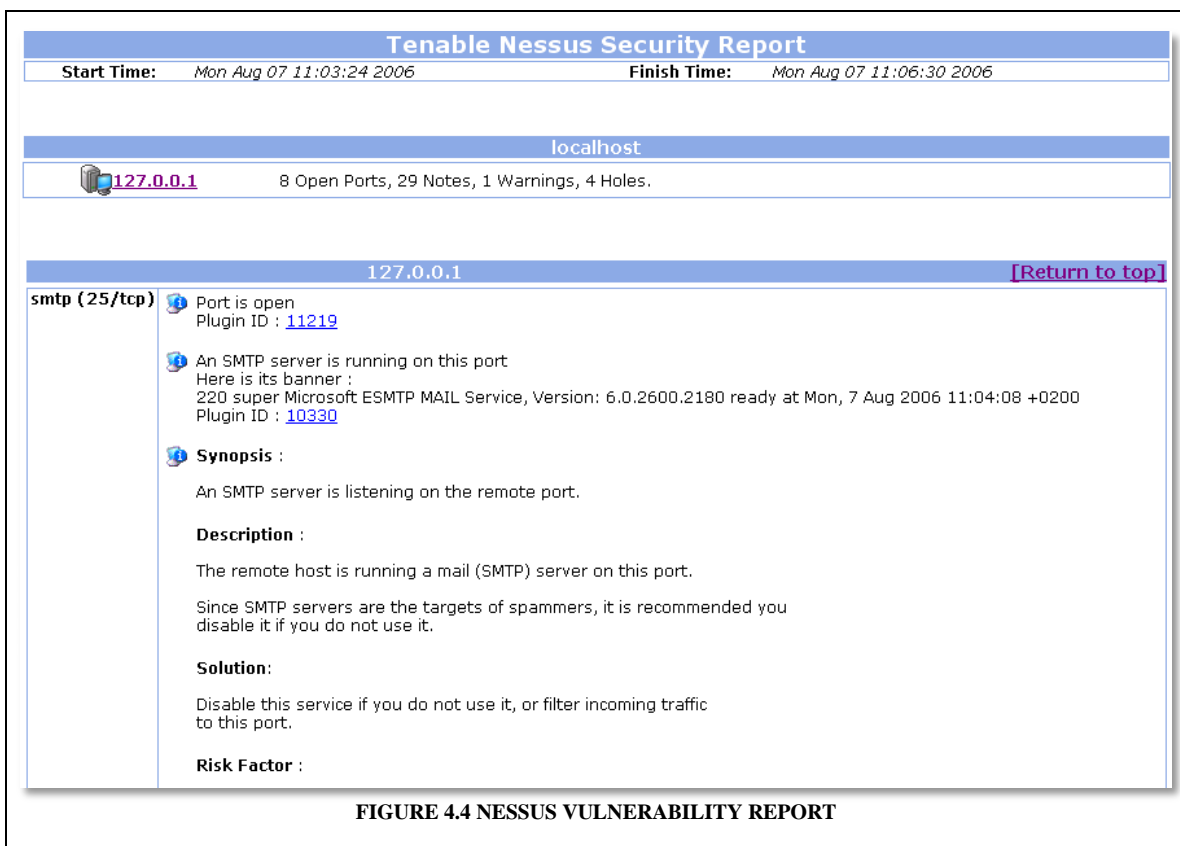 Tenable Nessus Security Report
Start Time: Mon Aug 07 11:03:24 2006 Finish Time: Mon Aug 07 11:06:30 2006
localhost
127.0.0.1 8 Open Ports, 29 Notes, 1 Warnings, 4 Holes.
127.0.0.1 [Return to top]
smtp (25/tcp) Port is open
Plugin ID : 11219
An SMTP server is running on this port
Here is its banner :
220 super Microsoft ESMTP MAIL Service, Version: 6.0.2600.2180 ready at Mon, 7 Aug 2006 11:04:08 +0200
Plugin ID : 10330
Synopsis :
An SMTP server is listening on the remote port.
Description :
The remote host is running a mail (SMTP) server on this port.
Since SMTP servers are the targets of spammers, it is recommended you
disable it if you do not use it.
Solution:
Disable this service if you do not use it, or filter incoming traffic
to this port.
Risk Factor :
FIGURE 4.4 NESSUS VULNERABILITY REPORT